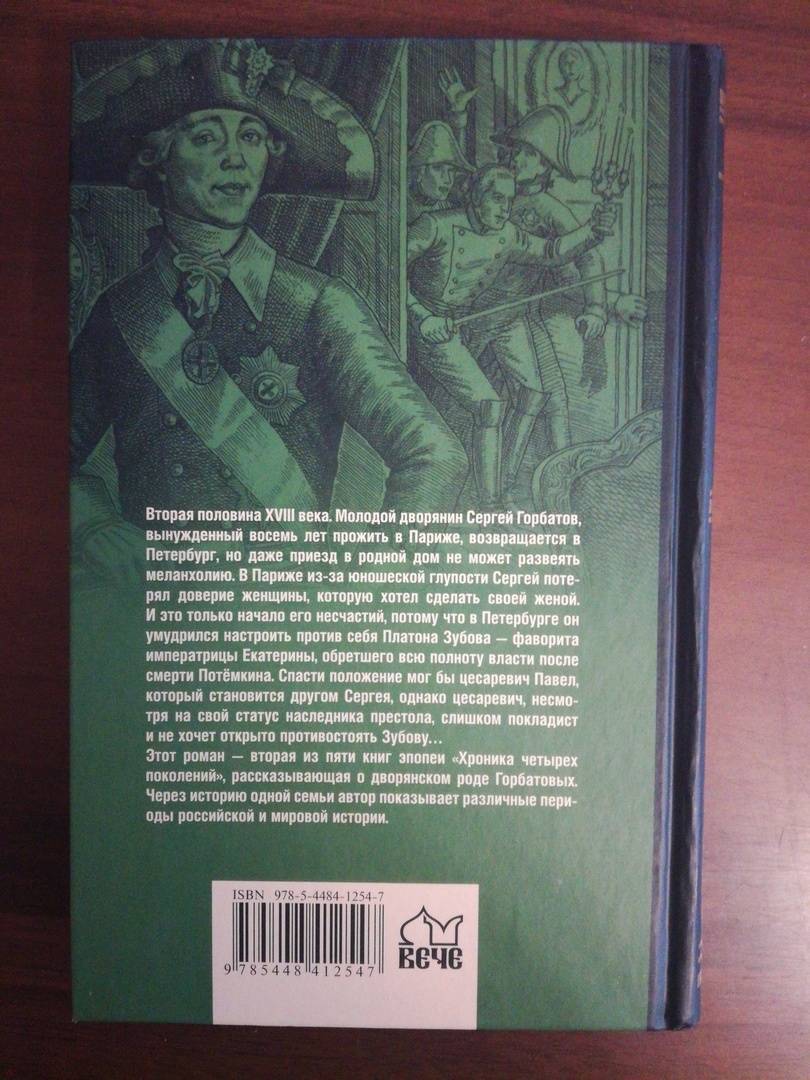 Вторая половина XVIII века. Молодой дворянин Сергей Горбатов,
вынужденный восемь лет прожить в Париже, возвращается в
Петербург, но даже приезд в родной дом не может развеять
меланхолию. В Париже из-за юношеской глупости Сергей поте-
рял доверие женщины, которую хотел сделать своей женой.
И это только начало его несчастий, потому что в Петербурге он
умудрился настроить против себя Платона Зубова — фаворита
императрицы Екатерины, обретшего всю полноту власти после
смерти Потёмкина. Спасти положение мог бы цесаревич Павел,
который становится другом Сергея, однако цесаревич, несмо-
тря на свой статус наследника престола, слишком покладист
и не хочет открыто противостоять Зубову...
Этот роман — вторая из пяти книг эпопеи «Хроника четырех
поколений», рассказывающая о дворянском роде Горбатовых.
Через историю одной семьи автор показывает различные пери-
оды российской и мировой истории.
ISBN 978-5-4484-1254-7
9 785448 412547
ВЕЧЕ